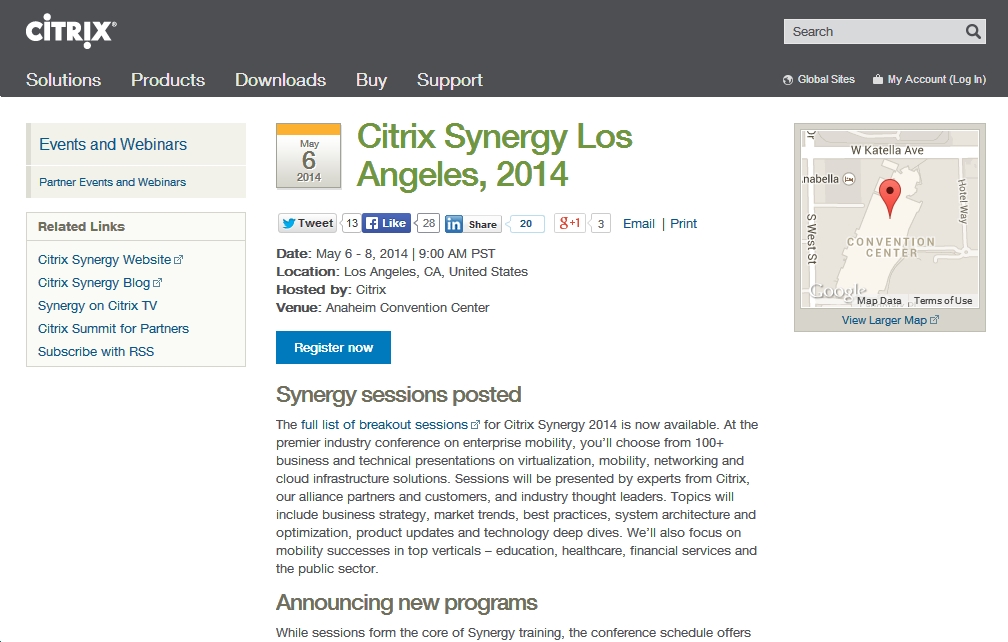 CITRIX®
Search
Solutions Products Downloads Buy Support
Global Sites My Account (Log In)
Events and Webinars
Partner Events and Webinars
Related Links
Citrix Synergy Website
Citrix Synergy Blog
Synergy on Citrix TV
Citrix Summit for Partners
Subscribe with RSS
May
6
2014
Citrix Synergy Los
Angeles, 2014
Tweet 13 Like 28 in Share 20 g+1 3 Email | Print
Date: May 6 - 8, 2014 | 9:00 AM PST
Location: Los Angeles, CA, United States
Hosted by: Citrix
Venue: Anaheim Convention Center
Register now
Synergy sessions posted
The full list of breakout sessions for Citrix Synergy 2014 is now available. At the
premier industry conference on enterprise mobility, you’ll choose from 100+
business and technical presentations on virtualization, mobility, networking and
cloud infrastructure solutions. Sessions will be presented by experts from Citrix,
our alliance partners and customers, and industry thought leaders. Topics will
include business strategy, market trends, best practices, system architecture and
optimization, product updates and technology deep dives. We’ll also focus on
mobility successes in top verticals – education, healthcare, financial services and
the public sector.
Announcing new programs
While sessions form the core of Synergy training, the conference schedule offers
W Katella Ave
nabella
S West St
Hotel Way
CONVENTION
CENTER
Google
Map Data Terms of Use
View Larger Map